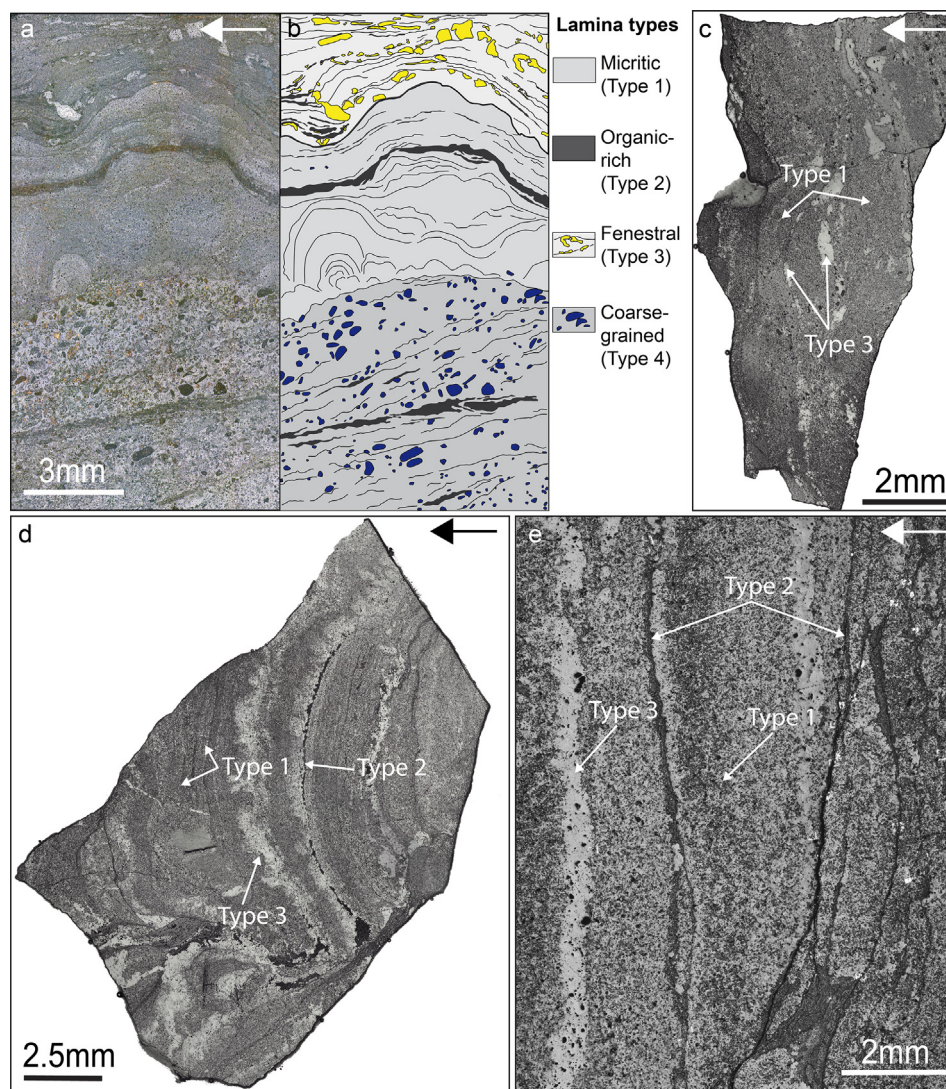 a
3mm
b
Lamina types
Micritic
(Type 1)
Organic-
rich
(Type 2)
Fenestral
(Type 3)
Coarse-
grained
(Type 4)
c
Type 1
Type 3
2mm
d
Type 1
Type 2
Type 3
2.5mm
e
Type 2
Type 3
Type 1
2mm